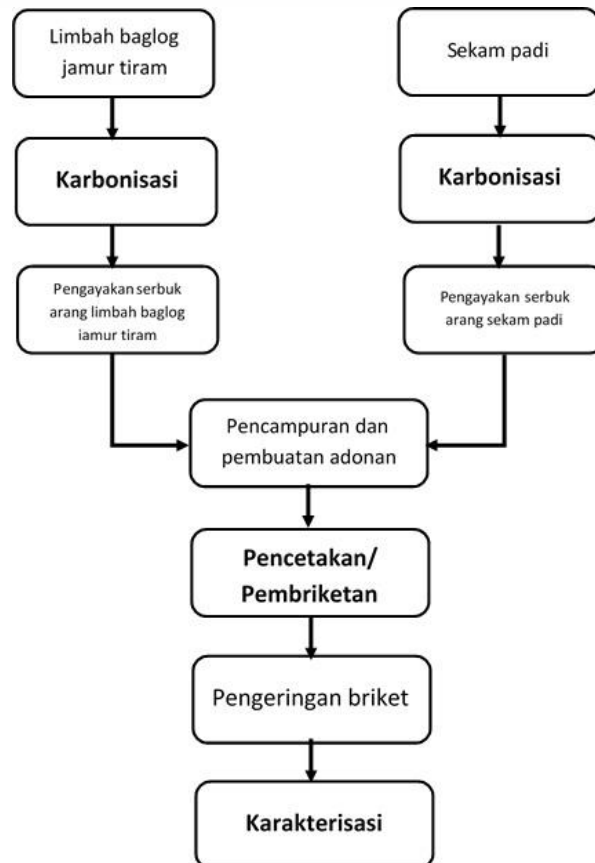 Limbah baglog
jamur tiram
Sekam padi
Karbonisasi
Karbonisasi
Pengayakan serbuk
arang limbah baglog
iamur tiram
Pengayakan serbuk
arang sekam padi
Pencampuran dan
pembuatan adonan
Pencetakan/
Pembriketan
Pengeringan briket
Karakterisasi